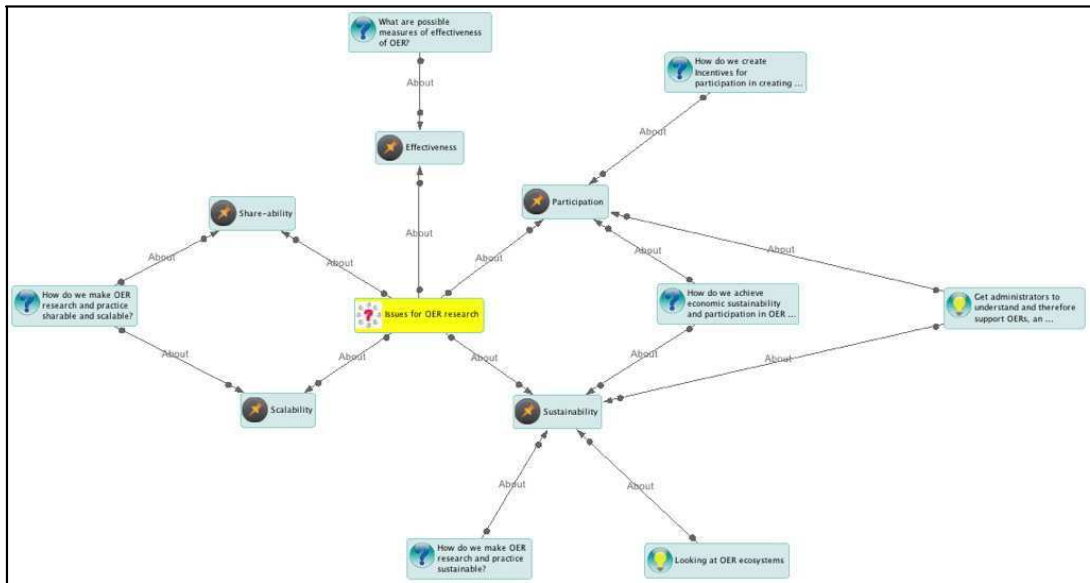 What are possible
measures of effectiveness
of OER?
How do we create
Incentives for
participation in creating ...
About
About
Effectiveness
Participation
Share-ability
About
About
About
About
About
How do we make OER
research and practice
sharable and scalable?
Issues for OER research
How do we achieve
economic sustainability
and participation in OER ...
Get administrators to
understand and therefore
support OERs, an ...
About
About
About
About
About
Scalability
Sustainability
About
About
How do we make OER
research and practice
sustainable?
Looking at OER ecosystems